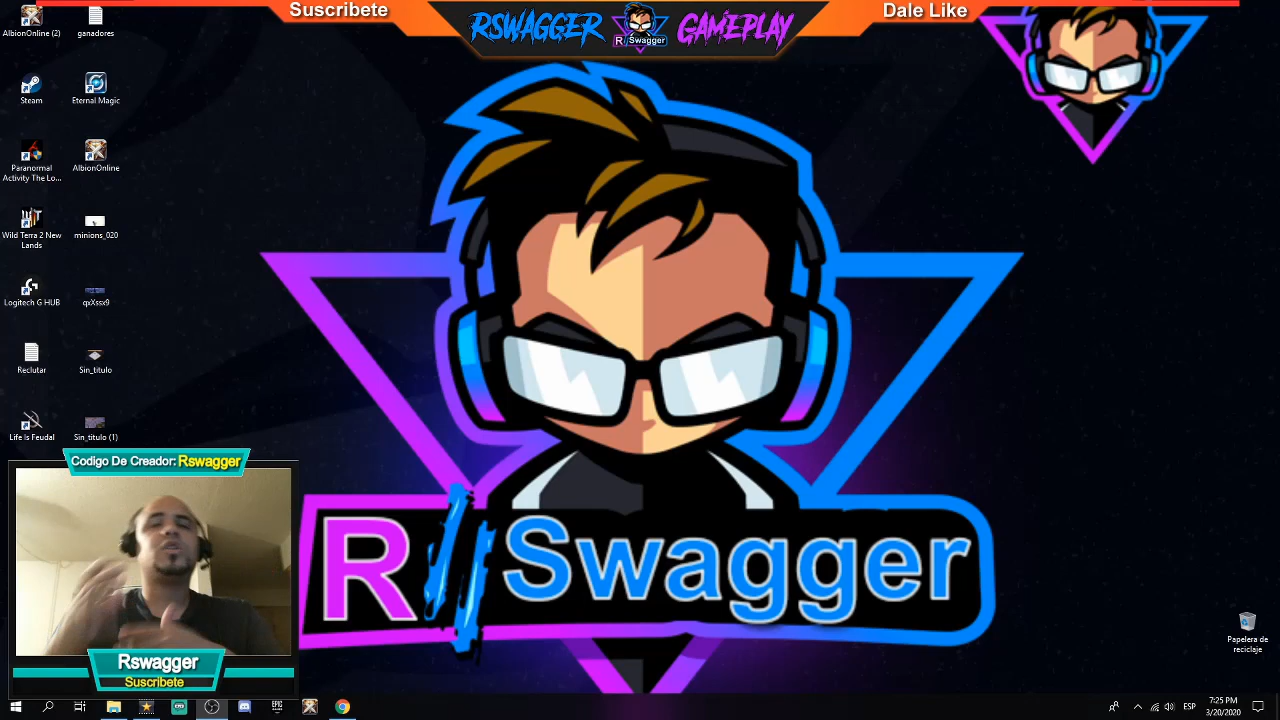 Suscribete
RSWAGGER
R Swagger
GAMEPLAY
Dale Like
AlbionOnline (2)
ganadores
Steam
Eternal Magic
Paranormal
Activity The Lo...
AlbionOnline
Wild Terra 2 New
Lands
minions_020
Logitech G HUB
qxXssx9
Reclutar
Sin_titulo
Life Is Feudal
Sin_titulo (1)
Codigo De Creador: Rswagger
R Swagger
Rswagger
Suscribete
Papelera de
reciclaje
EPIC
ESP
7:25 PM
3/20/2020